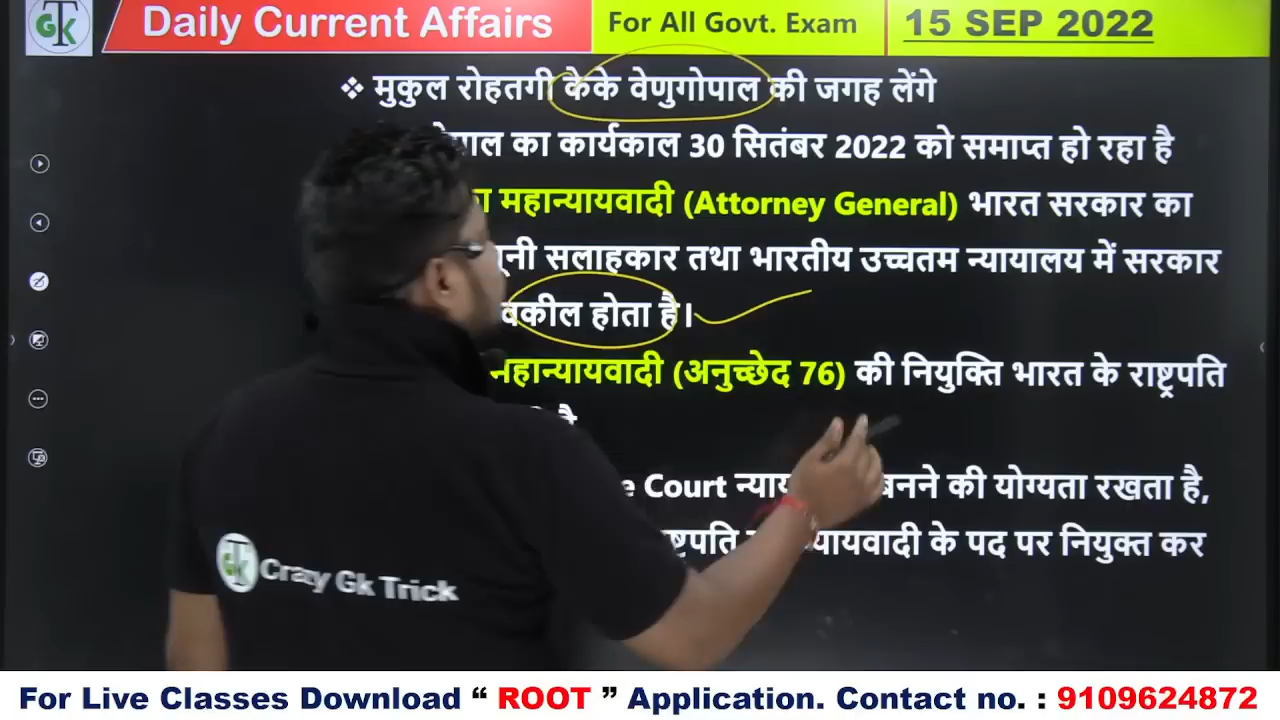 GTK
Daily Current Affairs
For All Govt. Exam
15 SEP 2022
❖ मुकुल रोहतगी कैके वेणुगोपाल की जगह लेंगे
का कार्यकाल 30 सितंबर 2022 को समाप्त हो रहा है
महान्यायवादी (Attorney General) भारत सरकार का
सलाहकार तथा भारतीय उच्चतम न्यायालय में सरकार
वकील होता है।
महान्यायवादी (अनुच्छेद 76) की नियुक्ति भारत के राष्ट्रपति
है
Court बनने की योग्यता रखता है,
के पद पर नियुक्त कर
GTK Crazy Gk Trick
For Live Classes Download “ ROOT ” Application. Contact no. : 9109624872